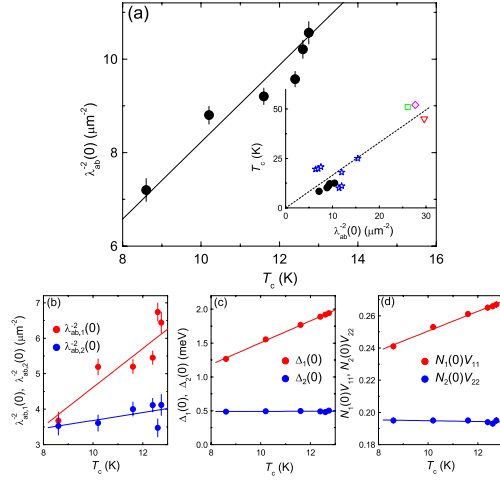 (a)
10
8
λ_ab^-2(0) (μm^-2)
8
10
12
14
16
T_c (K)
50
25
0
T_c (K)
0
10
20
30
λ_ab^-2(0) (μm^-2)
(b)
λ_ab,1^-2(0)
λ_ab,2^-2(0)
7
6
5
4
3
2
λ_ab,1^-2(0), λ_ab,2^-2(0) (μm^-2)
8
10
12
T_c (K)
(c)
Δ_1(0)
Δ_2(0)
2.0
1.5
1.0
0.5
0.0
Δ_1(0), Δ_2(0) (meV)
8
10
12
T_c (K)
(d)
N_1(0)V_11
N_2(0)V_22
0.26
0.24
0.22
0.20
0.18
N_1(0)V_11, N_2(0)V_22
8
10
12
T_c (K)